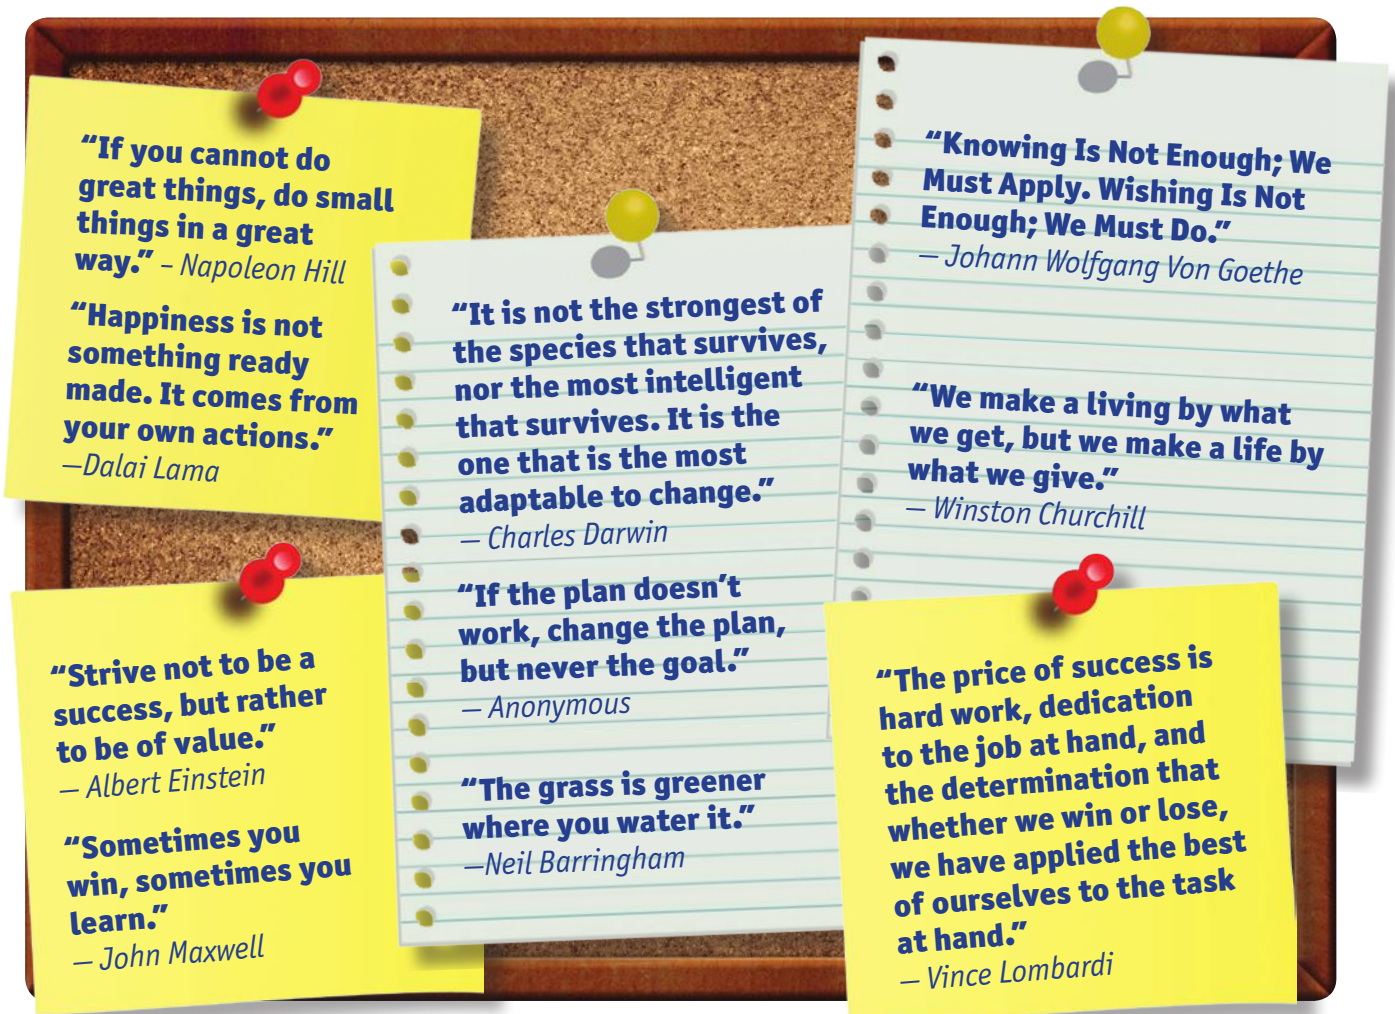 “If you cannot do
great things, do small
things in a great
way.” – Napoleon Hill
“Happiness is not
something ready
made. It comes from
your own actions.”
—Dalai Lama
“Strive not to be a
success, but rather
to be of value.”
— Albert Einstein
“Sometimes you
win, sometimes you
learn.”
— John Maxwell
“It is not the strongest of
the species that survives,
nor the most intelligent
that survives. It is the
one that is the most
adaptable to change.”
— Charles Darwin
“If the plan doesn’t
work, change the plan,
but never the goal.”
— Anonymous
“The grass is greener
where you water it.”
—Neil Barringham
“Knowing Is Not Enough; We
Must Apply. Wishing Is Not
Enough; We Must Do.”
— Johann Wolfgang Von Goethe
“We make a living by what
we get, but we make a life by
what we give.”
— Winston Churchill
“The price of success is
hard work, dedication
to the job at hand, and
the determination that
whether we win or lose,
we have applied the best
of ourselves to the task
at hand.”
— Vince Lombardi